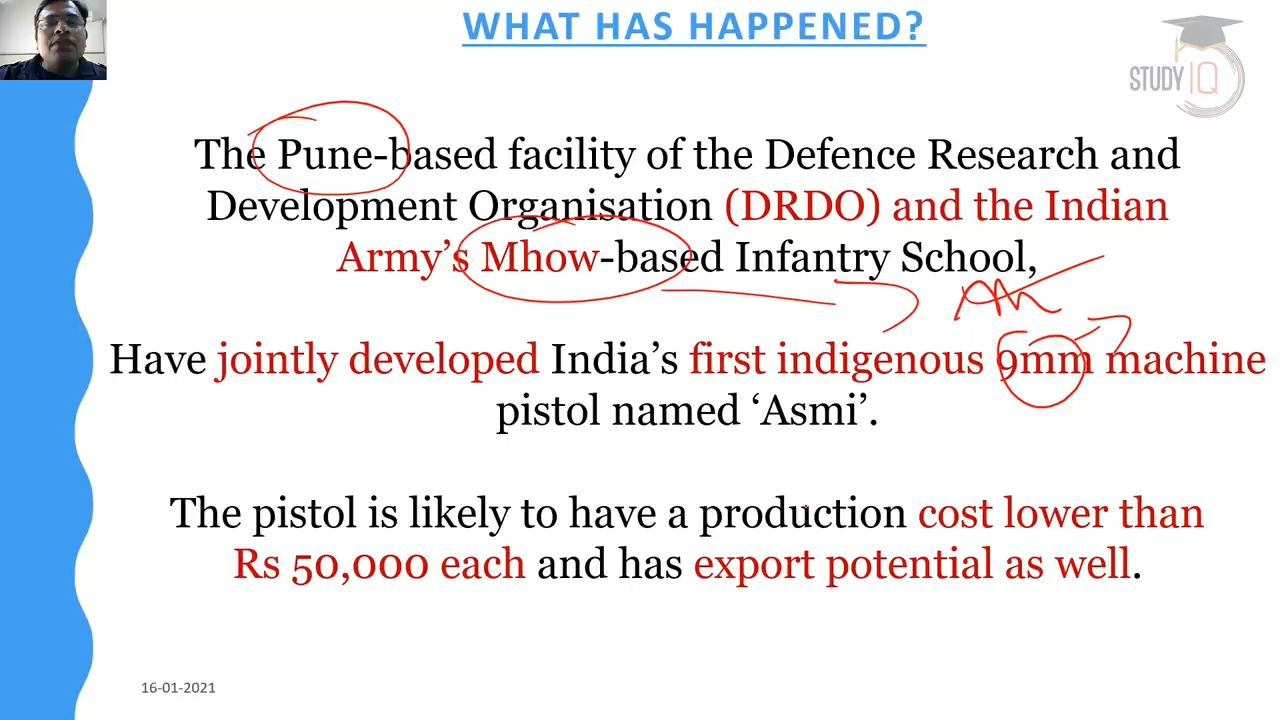 WHAT HAS HAPPENED?
STUDY IQ
The Pune-based facility of the Defence Research and
Development Organisation (DRDO) and the Indian
Army’s Mhow-based Infantry School,
Have jointly developed India’s first indigenous 9mm machine
pistol named ‘Asmi’.
The pistol is likely to have a production cost lower than
Rs 50,000 each and has export potential as well.
16-01-2021